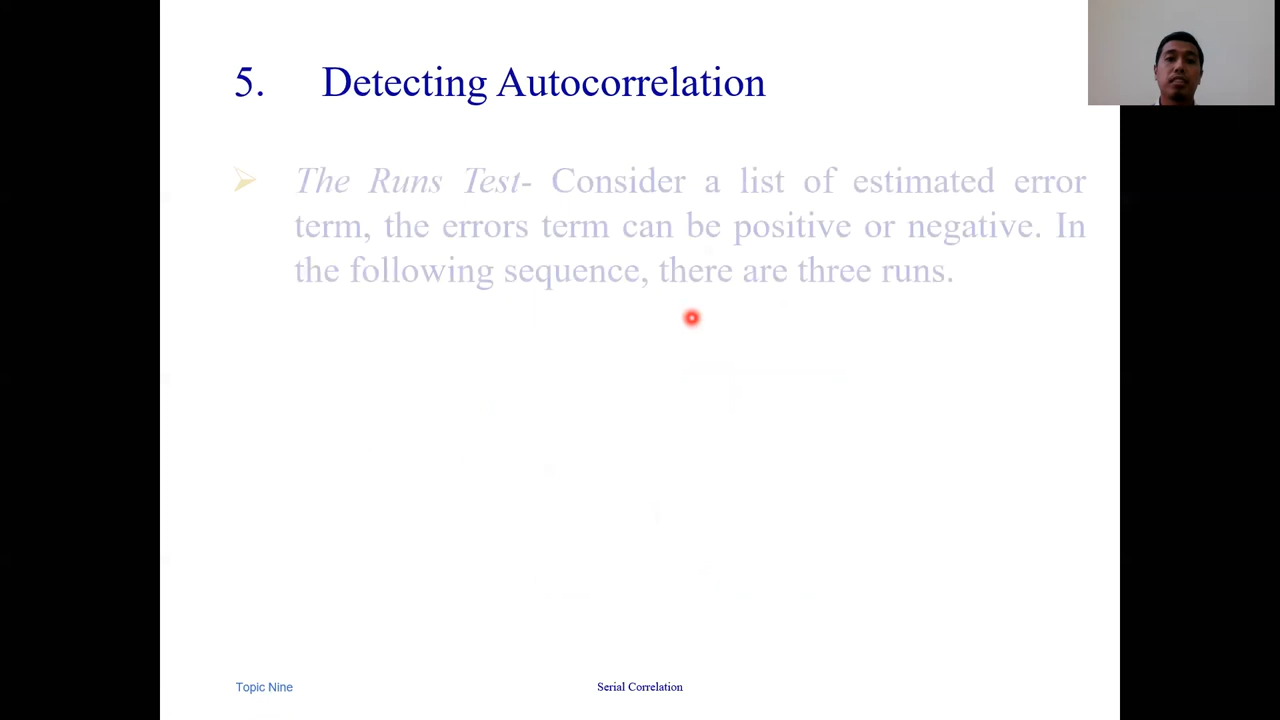 5. Detecting Autocorrelation
The Runs Test- Consider a list of estimated error
term, the errors term can be positive or negative. In
the following sequence, there are three runs.
Topic Nine
Serial Correlation